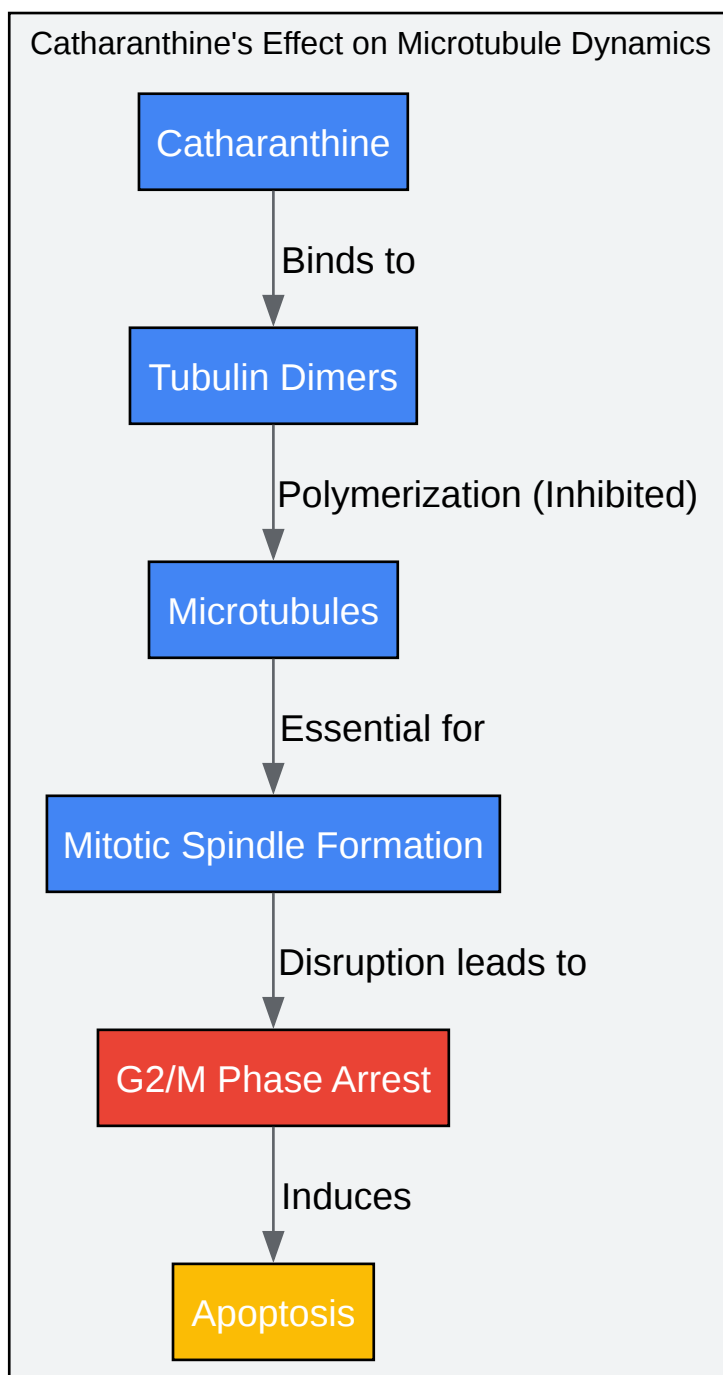 Catharanthine's Effect on Microtubule Dynamics
Catharanthine
Binds to
Tubulin Dimers
Polymerization (Inhibited)
Microtubules
Essential for
Mitotic Spindle Formation
Disruption leads to
G2/M Phase Arrest
Induces
Apoptosis